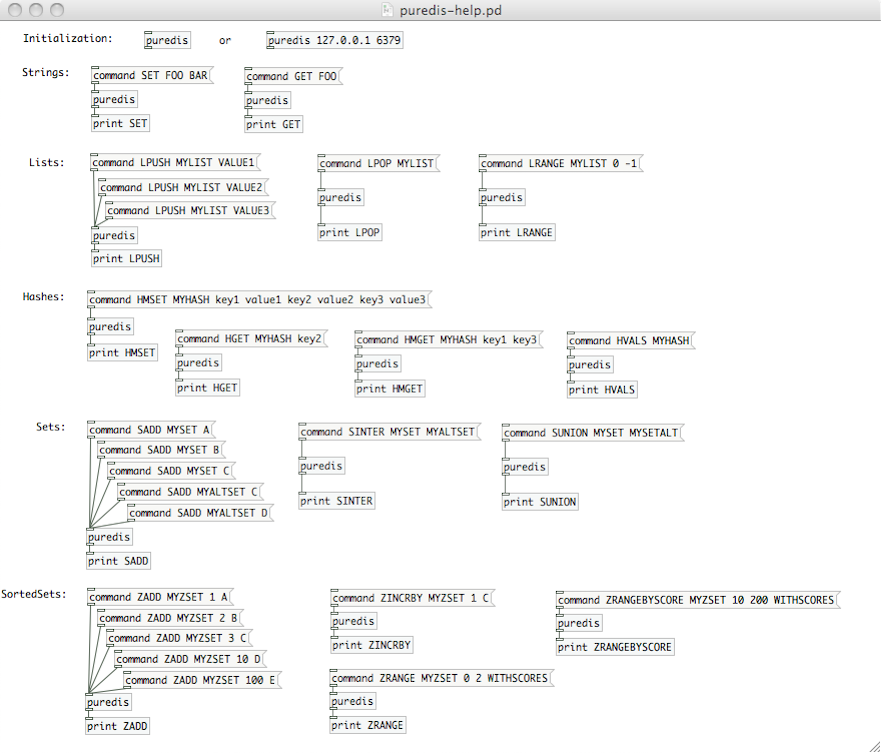 puredis-help.pd
Initialization: puredis or puredis 127.0.0.1 6379
Strings: command SET FOO BAR command GET FOO
puredis puredis
print SET print GET
Lists: command LPUSH MYLIST VALUE1 command LPOP MYLIST command LRANGE MYLIST 0 -1
command LPUSH MYLIST VALUE2
puredis puredis
command LPUSH MYLIST VALUE3
puredis print LPOP print LRANGE
print LPUSH
Hashes: command HMSET MYHASH key1 value1 key2 value2 key3 value3
puredis
command HGET MYHASH key2 command HMGET MYHASH key1 key3 command HVALS MYHASH
print HMSET
puredis puredis puredis
print HGET print HMGET print HVALS
Sets: command SADD MYSET A command SINTER MYSET MYALTSET command SUNION MYSET MYSETALT
command SADD MYSET B
command SADD MYSET C puredis puredis
command SADD MYALTSET C
print SINTER print SUNION
command SADD MYALTSET D
puredis
print SADD
SortedSets: command ZADD MYZSET 1 A command ZINCRBY MYZSET 1 C command ZRANGEBYSCORE MYZSET 10 200 WITHSCORES
command ZADD MYZSET 2 B puredis puredis
command ZADD MYZSET 3 C print ZINCRBY print ZRANGEBYSCORE
command ZADD MYZSET 10 D
command ZADD MYZSET 100 E command ZRANGE MYZSET 0 2 WITHSCORES
puredis puredis
print ZADD print ZRANGE